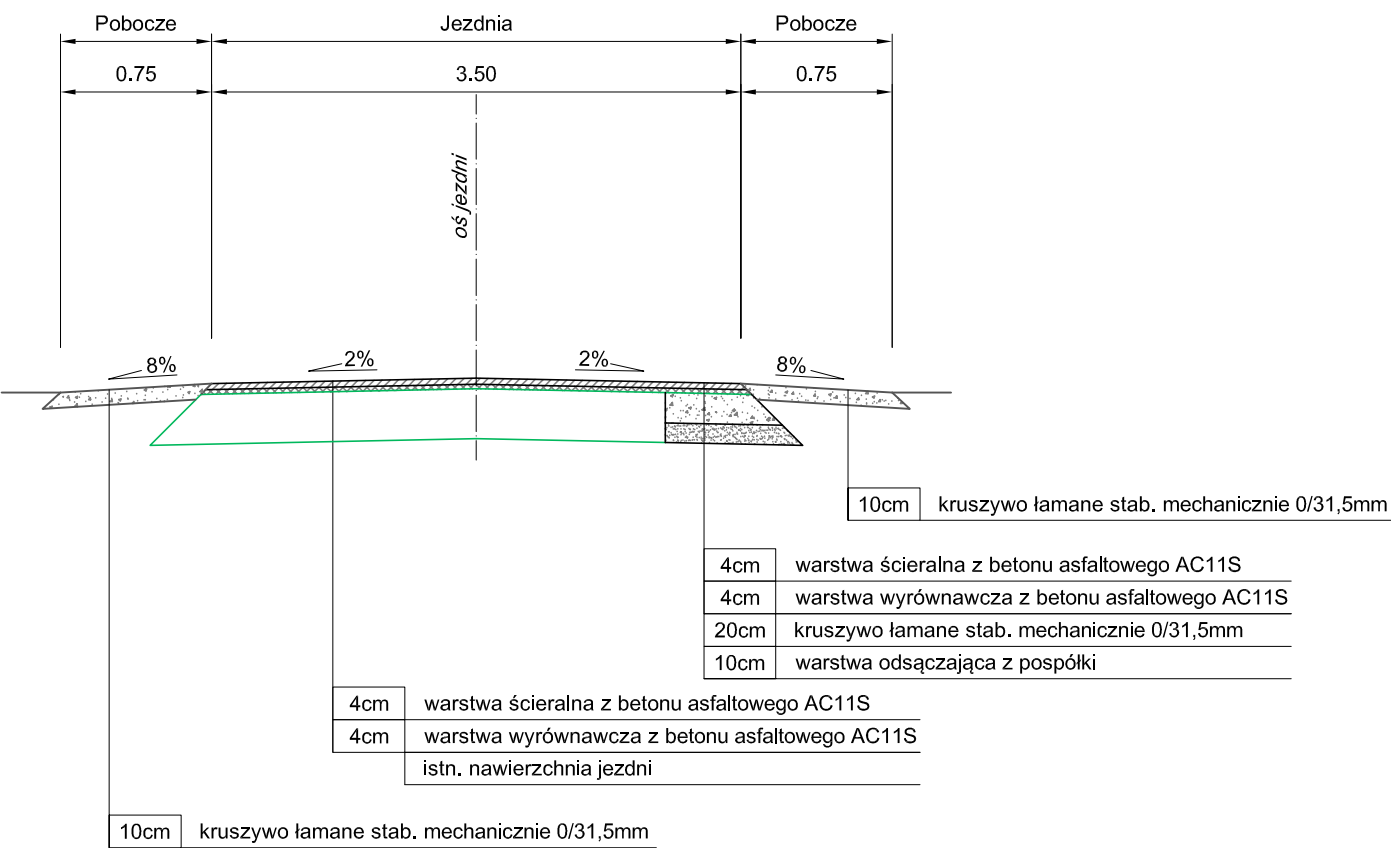 Pobocze Jezdnia Pobocze
0.75 3.50 0.75
oś jezdni
8% 2% 2% 8%
10cm kruszywo łamane stab. mechanicznie 0/31,5mm
4cm warstwa ścieralna z betonu asfaltowego AC11S
4cm warstwa wyrównawcza z betonu asfaltowego AC11S
20cm kruszywo łamane stab. mechanicznie 0/31,5mm
10cm warstwa odsączająca z pospółki
4cm warstwa ścieralna z betonu asfaltowego AC11S
4cm warstwa wyrównawcza z betonu asfaltowego AC11S
istn. nawierzchnia jezdni
10cm kruszywo łamane stab. mechanicznie 0/31,5mm